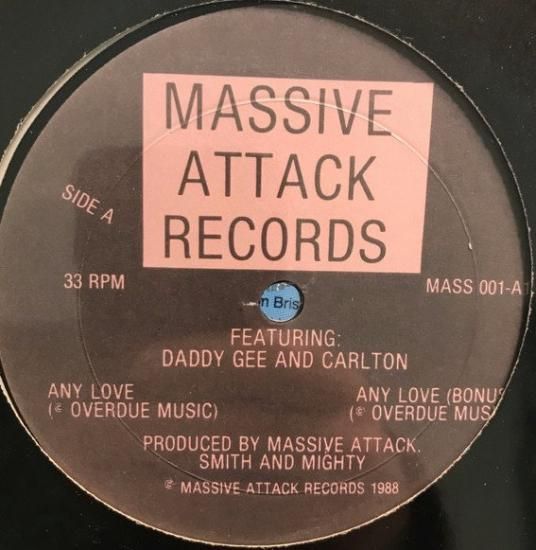 MASSIVE
ATTACK
RECORDS
SIDE A
33 RPM
MASS 001-A
n Bris
FEATURING:
DADDY GEE AND CARLTON
ANY LOVE
(℗ OVERDUE MUSIC)
ANY LOVE (BONUS
(℗ OVERDUE MUS
PRODUCED BY MASSIVE ATTACK.
SMITH AND MIGHTY
℗ MASSIVE ATTACK RECORDS 1988